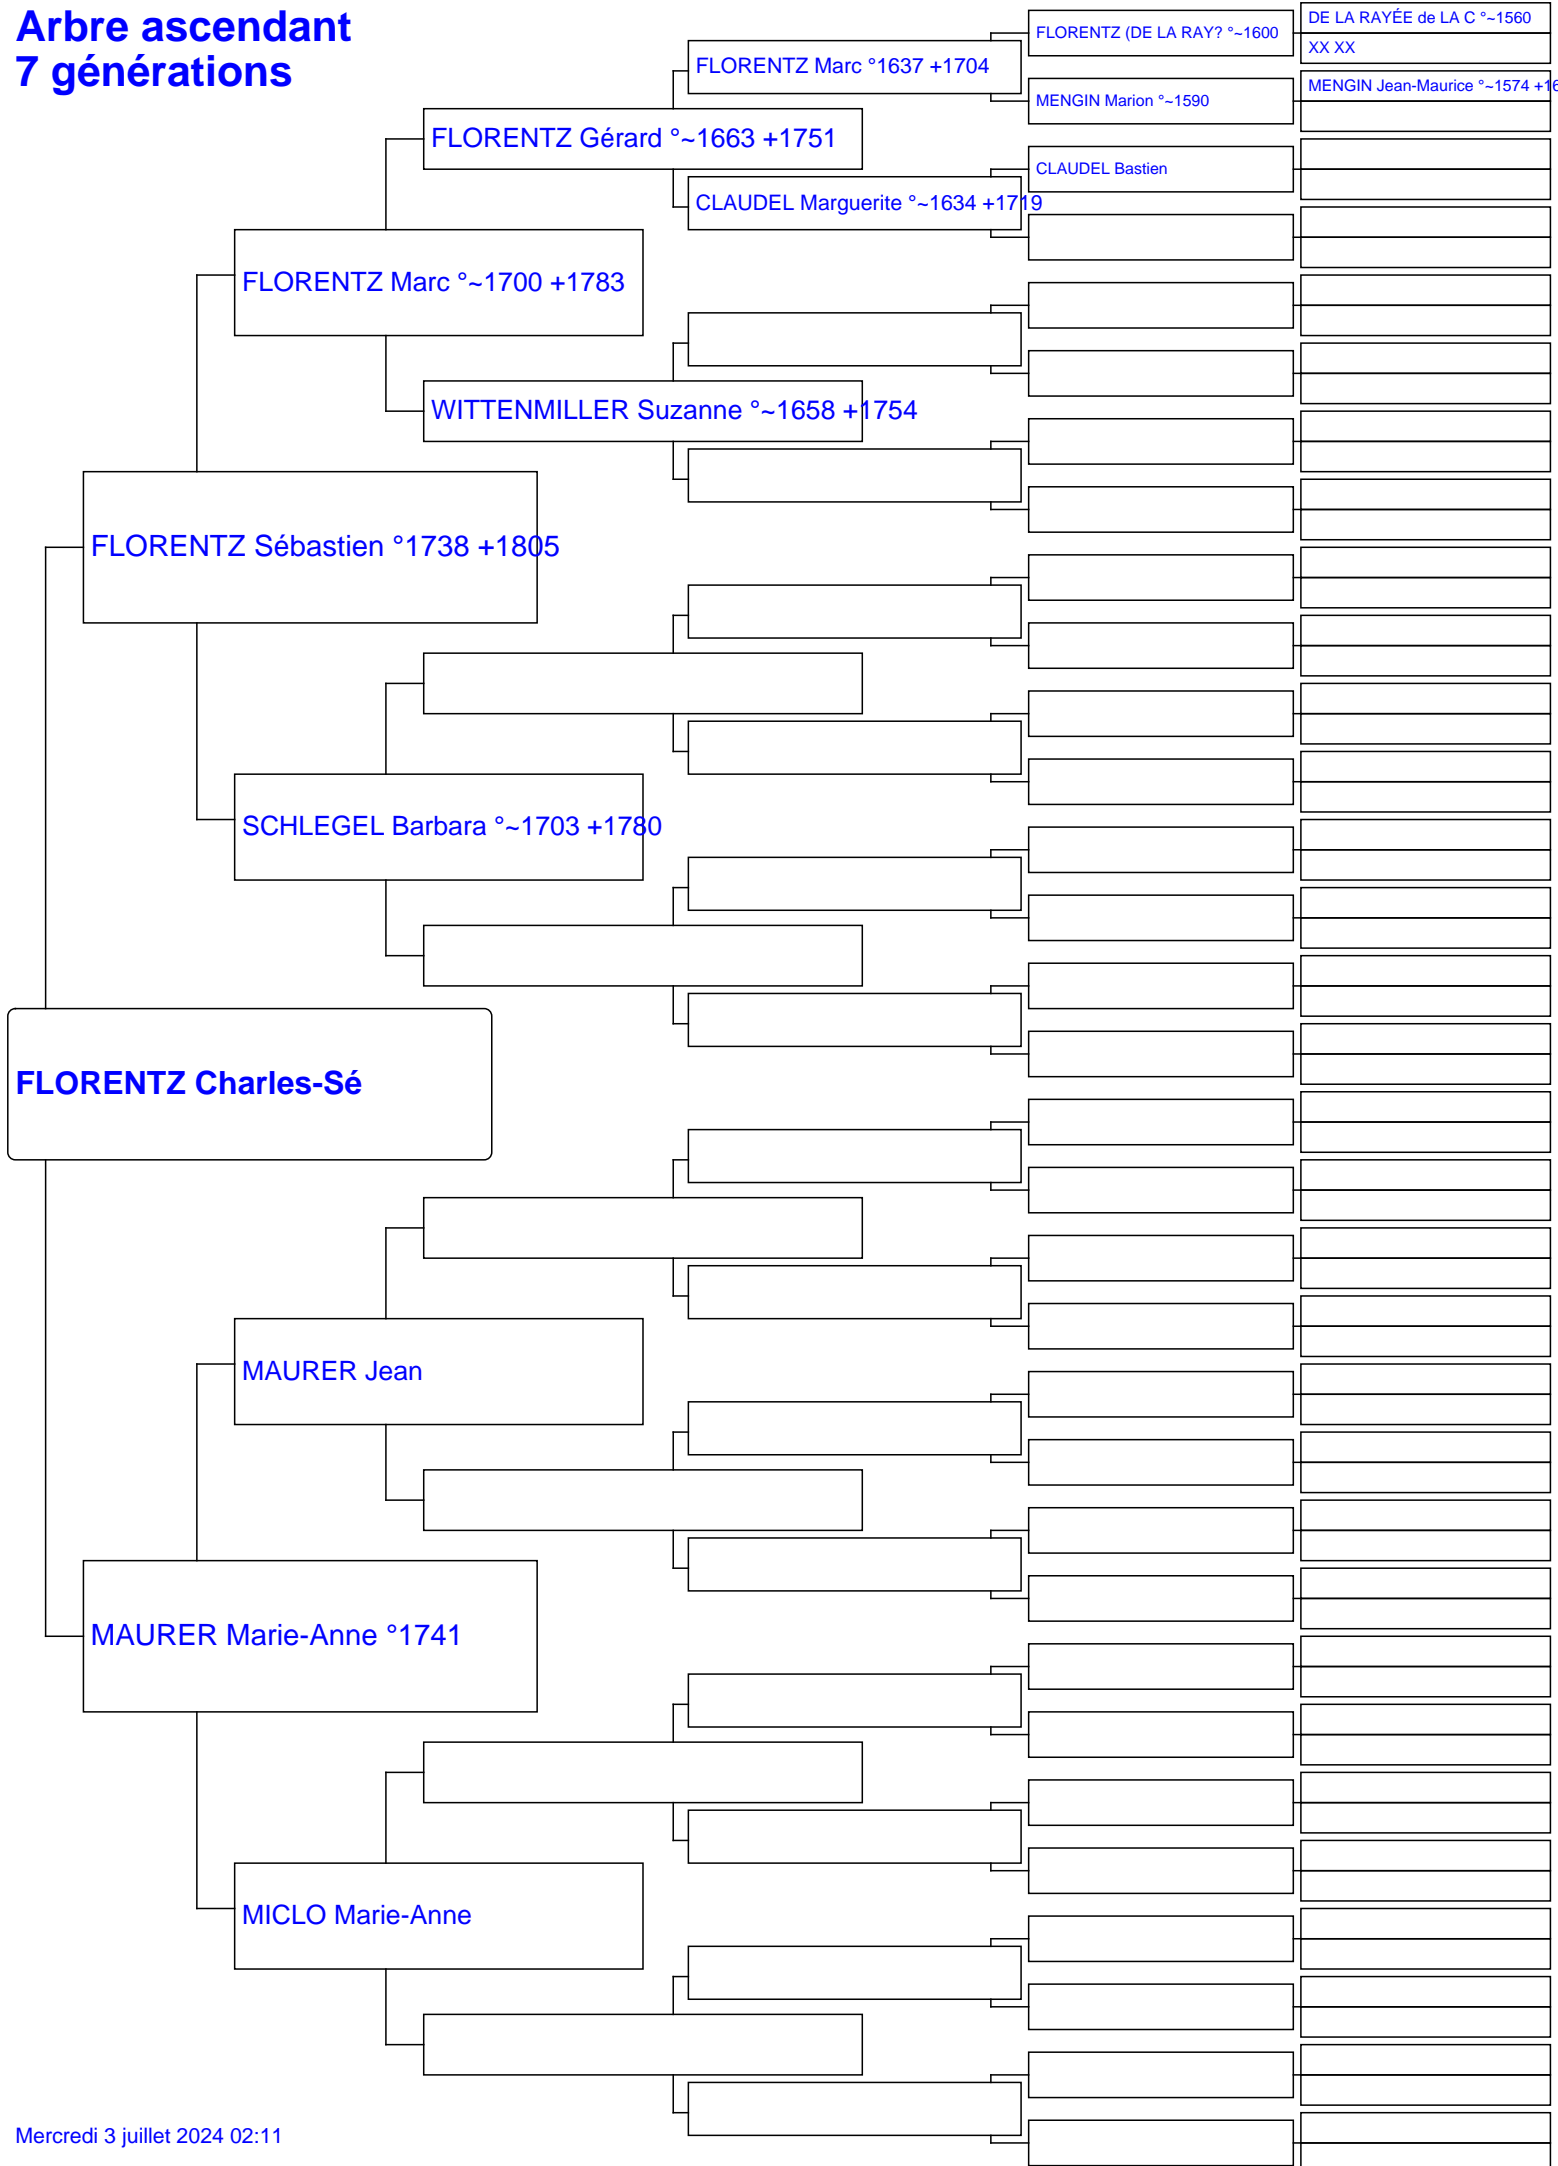 Arbre ascendant
7 générations
FLORENTZ (DE LA RAY? °~1600
DE LA RAYÉE de LA C °~1560
XX XX
FLORENTZ Marc °1637 +1704
MENGIN Marion °~1590
MENGIN Jean-Maurice °~1574 +16
FLORENTZ Gérard °~1663 +1751
CLAUDEL Bastien
CLAUDEL Marguerite °~1634 +1719
FLORENTZ Marc °~1700 +1783
WITTENMILLER Suzanne °~1658 +1754
FLORENTZ Sébastien °1738 +1805
SCHLEGEL Barbara °~1703 +1780
FLORENTZ Charles-Sé
MAURER Jean
MAURER Marie-Anne °1741
MICLO Marie-Anne
Mercredi 3 juillet 2024 02:11